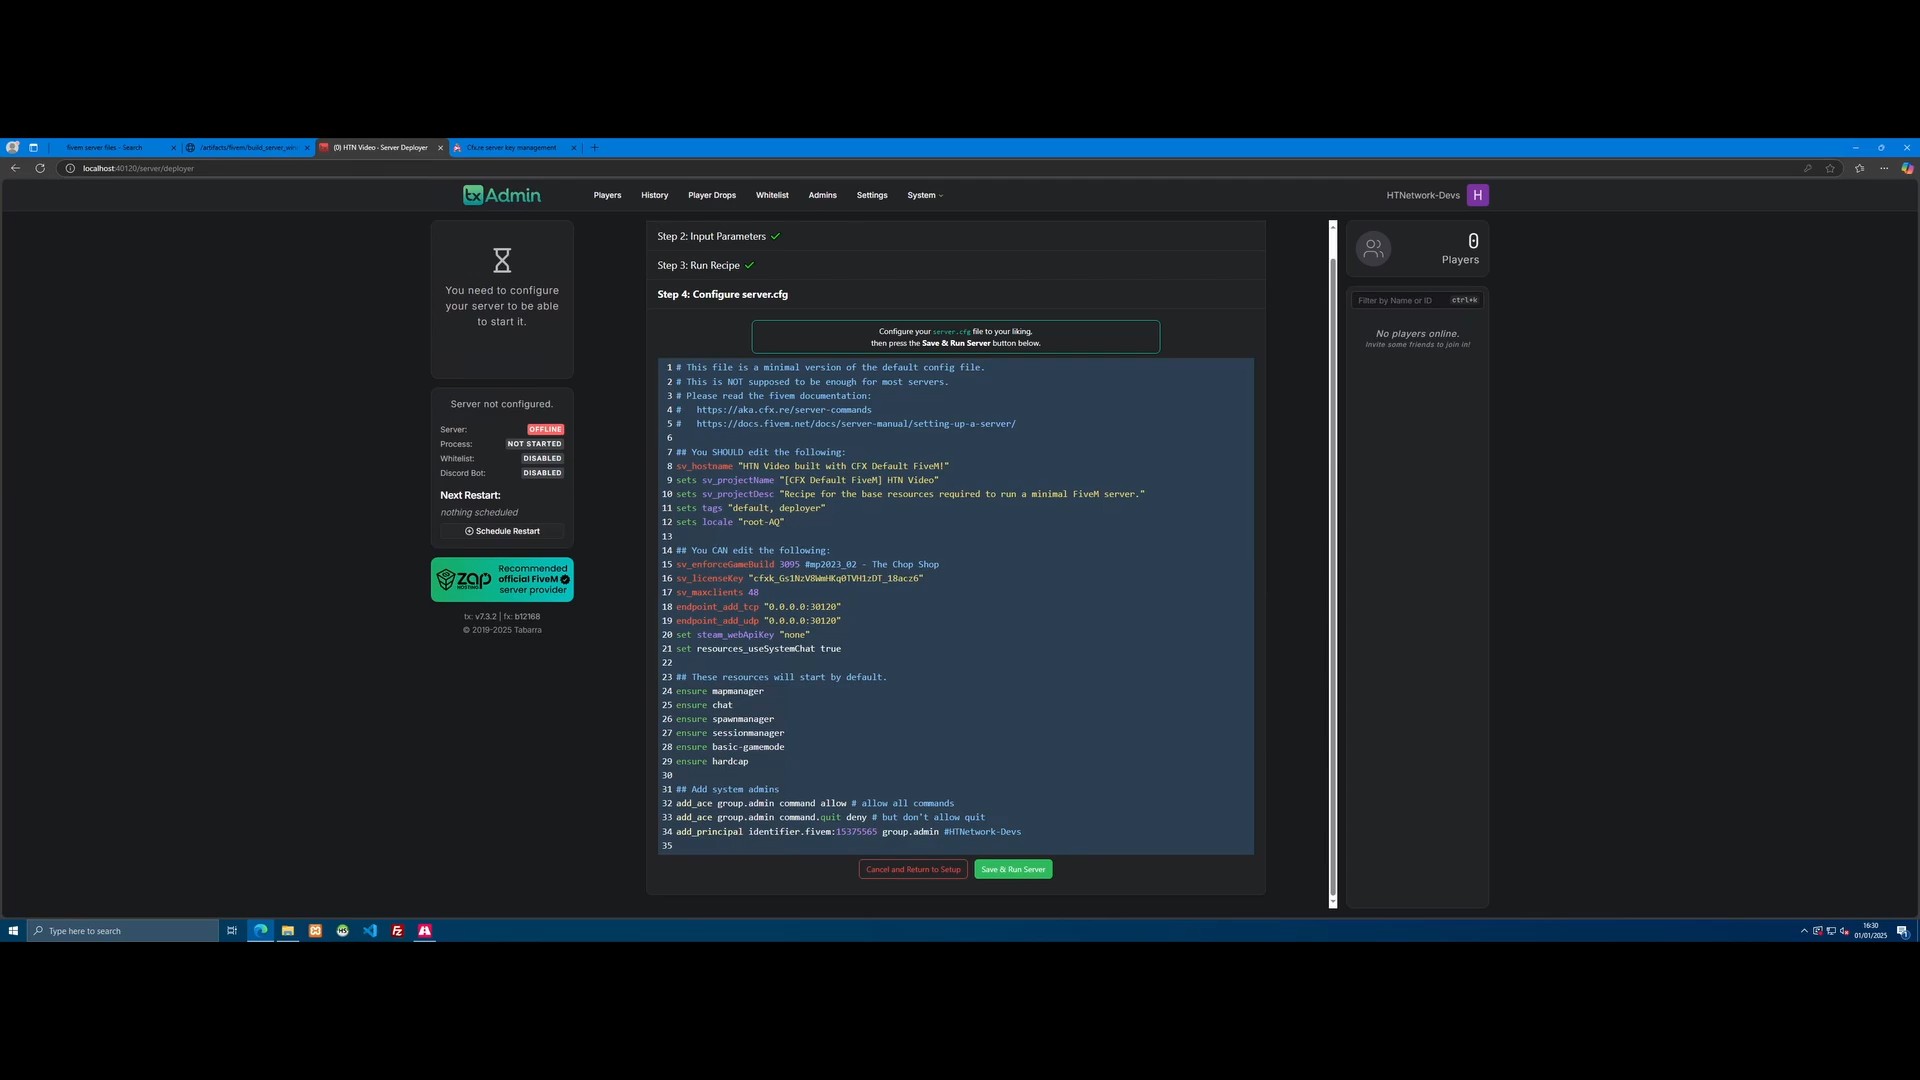 fivem server files - Search
/artifacts/fivem/build_server_win
(0) HTN Video - Server Deployer
Cfx.re server key management
localhost:40120/server/deployer
tx Admin
Players
History
Player Drops
Whitelist
Admins
Settings
System
HTNetwork-Devs
H
You need to configure
your server to be able
to start it.
Server not configured.
Server: OFFLINE
Process: NOT STARTED
Whitelist: DISABLED
Discord Bot: DISABLED
Next Restart:
nothing scheduled
Schedule Restart
ZAP HOSTING
Recommended
official FiveM
server provider
tx: v7.3.2 | fx: b12168
© 2019-2025 Tabarra
Step 2: Input Parameters
Step 3: Run Recipe
Step 4: Configure server.cfg
Configure your server.cfg file to your liking,
then press the Save & Run Server button below.
1 # This file is a minimal version of the default config file.
2 # This is NOT supposed to be enough for most servers.
3 # Please read the fivem documentation:
4 #   https://aka.cfx.re/server-commands
5 #   https://docs.fivem.net/docs/server-manual/setting-up-a-server/
6
7 ## You SHOULD edit the following:
8 sv_hostname "HTN Video built with CFX Default FiveM!"
9 sets sv_projectName "[CFX Default FiveM] HTN Video"
10 sets sv_projectDesc "Recipe for the base resources required to run a minimal FiveM server."
11 sets tags "default, deployer"
12 sets locale "root-AQ"
13
14 ## You CAN edit the following:
15 sv_enforceGameBuild 3095 #mp2023_02 - The Chop Shop
16 sv_licenseKey "cfxk_Gs1NzV8WmHKq0TVH1zDT_18acz6"
17 sv_maxclients 48
18 endpoint_add_tcp "0.0.0.0:30120"
19 endpoint_add_udp "0.0.0.0:30120"
20 set steam_webApiKey "none"
21 set resources_useSystemChat true
22
23 ## These resources will start by default.
24 ensure mapmanager
25 ensure chat
26 ensure spawnmanager
27 ensure sessionmanager
28 ensure basic-gamemode
29 ensure hardcap
30
31 ## Add system admins
32 add_ace group.admin command allow # allow all commands
33 add_ace group.admin command.quit deny # but don't allow quit
34 add_principal identifier.fivem:15375565 group.admin #HTNetwork-Devs
35
Cancel and Return to Setup
Save & Run Server
0
Players
Filter by Name or ID
ctrl+k
No players online.
Invite some friends to join in!
Type here to search
16:30
01/01/2025